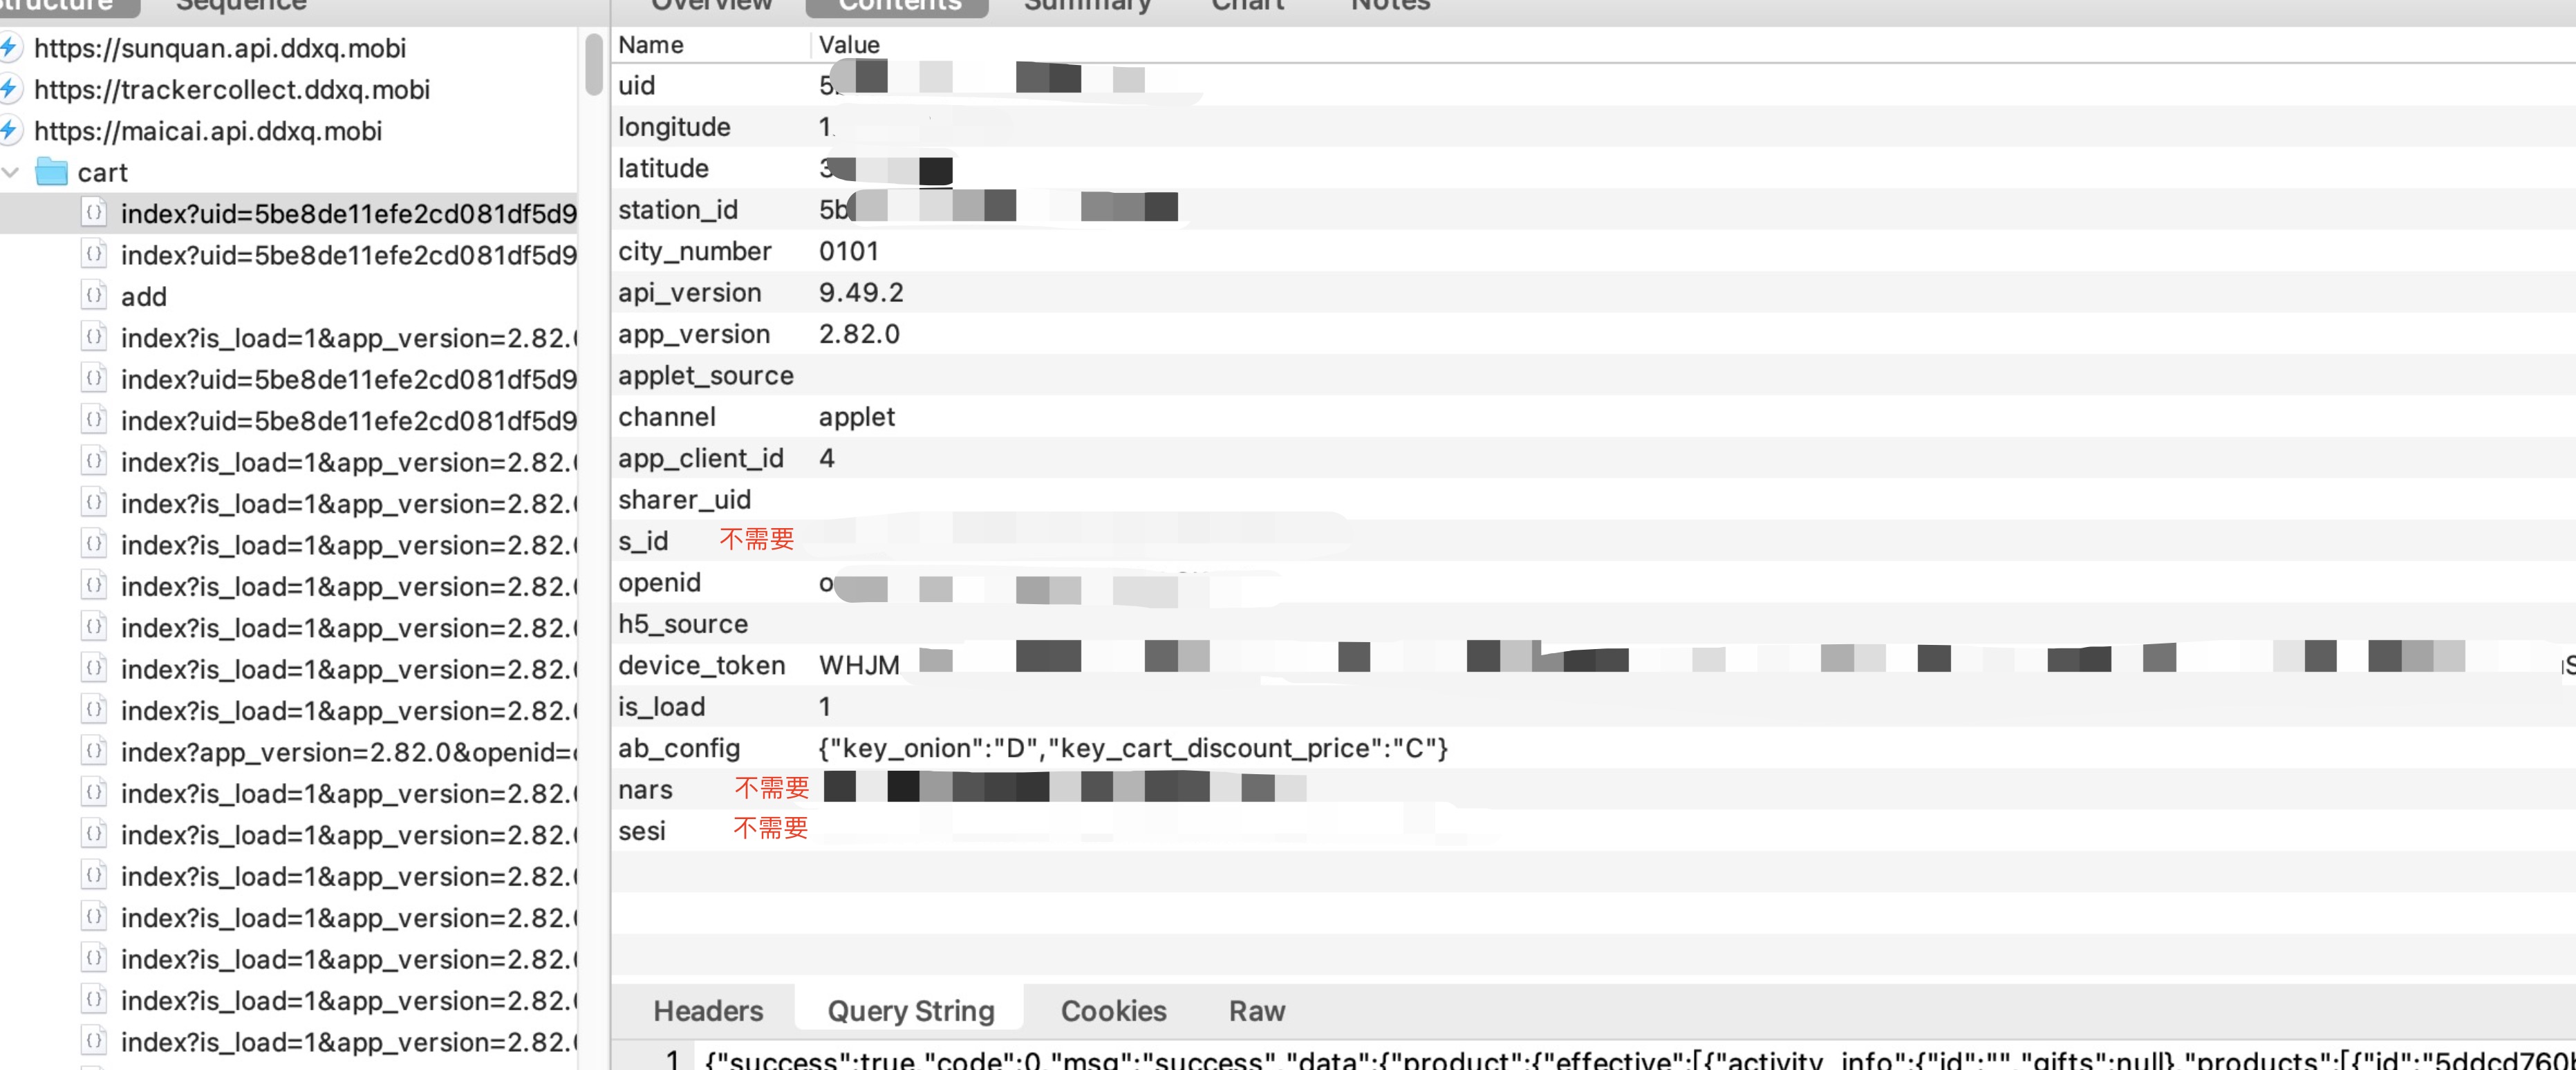 Structure Sequence
https://sunquan.api.ddxq.mobi
https://trackercollect.ddxq.mobi
https://maicai.api.ddxq.mobi
cart
index?uid=5be8de11efe2cd081df5d9
index?uid=5be8de11efe2cd081df5d9
add
index?is_load=1&app_version=2.82.
index?uid=5be8de11efe2cd081df5d9
index?uid=5be8de11efe2cd081df5d9
index?is_load=1&app_version=2.82.
index?is_load=1&app_version=2.82.
index?is_load=1&app_version=2.82.
index?is_load=1&app_version=2.82.
index?is_load=1&app_version=2.82.
index?is_load=1&app_version=2.82.
index?is_load=1&app_version=2.82.
index?app_version=2.82.0&openid=
index?is_load=1&app_version=2.82.
index?is_load=1&app_version=2.82.
index?is_load=1&app_version=2.82.
index?is_load=1&app_version=2.82.
index?is_load=1&app_version=2.82.
index?is_load=1&app_version=2.82.
index?is_load=1&app_version=2.82.
Overview Contents Summary Chart Notes
Name Value
uid 5
longitude 1
latitude 3
station_id 5b
city_number 0101
api_version 9.49.2
app_version 2.82.0
applet_source
channel applet
app_client_id 4
sharer_uid
s_id 不需要
openid o
h5_source
device_token WHJM
is_load 1
ab_config {"key_onion":"D","key_cart_discount_price":"C"}
nars 不需要
sesi 不需要
Headers Query String Cookies Raw
1 {"success":true,"code":0,"msg":"success","data":{"product":{"effective":[{"activity_info":{"id":"","gifts":null},"products":[{"id":"5ddcd760